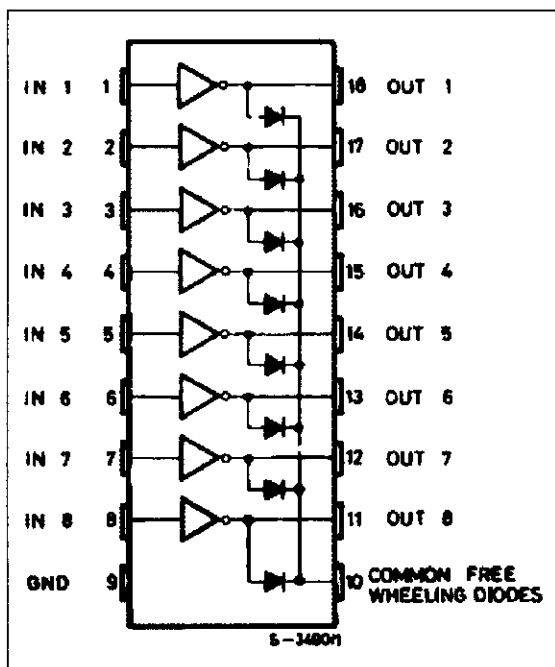 IN 1 1 18 OUT 1
IN 2 2 17 OUT 2
IN 3 3 16 OUT 3
IN 4 4 15 OUT 4
IN 5 5 14 OUT 5
IN 6 6 13 OUT 6
IN 7 7 12 OUT 7
IN 8 8 11 OUT 8
GND 9 10 COMMON FREE
WHEELING DIODES